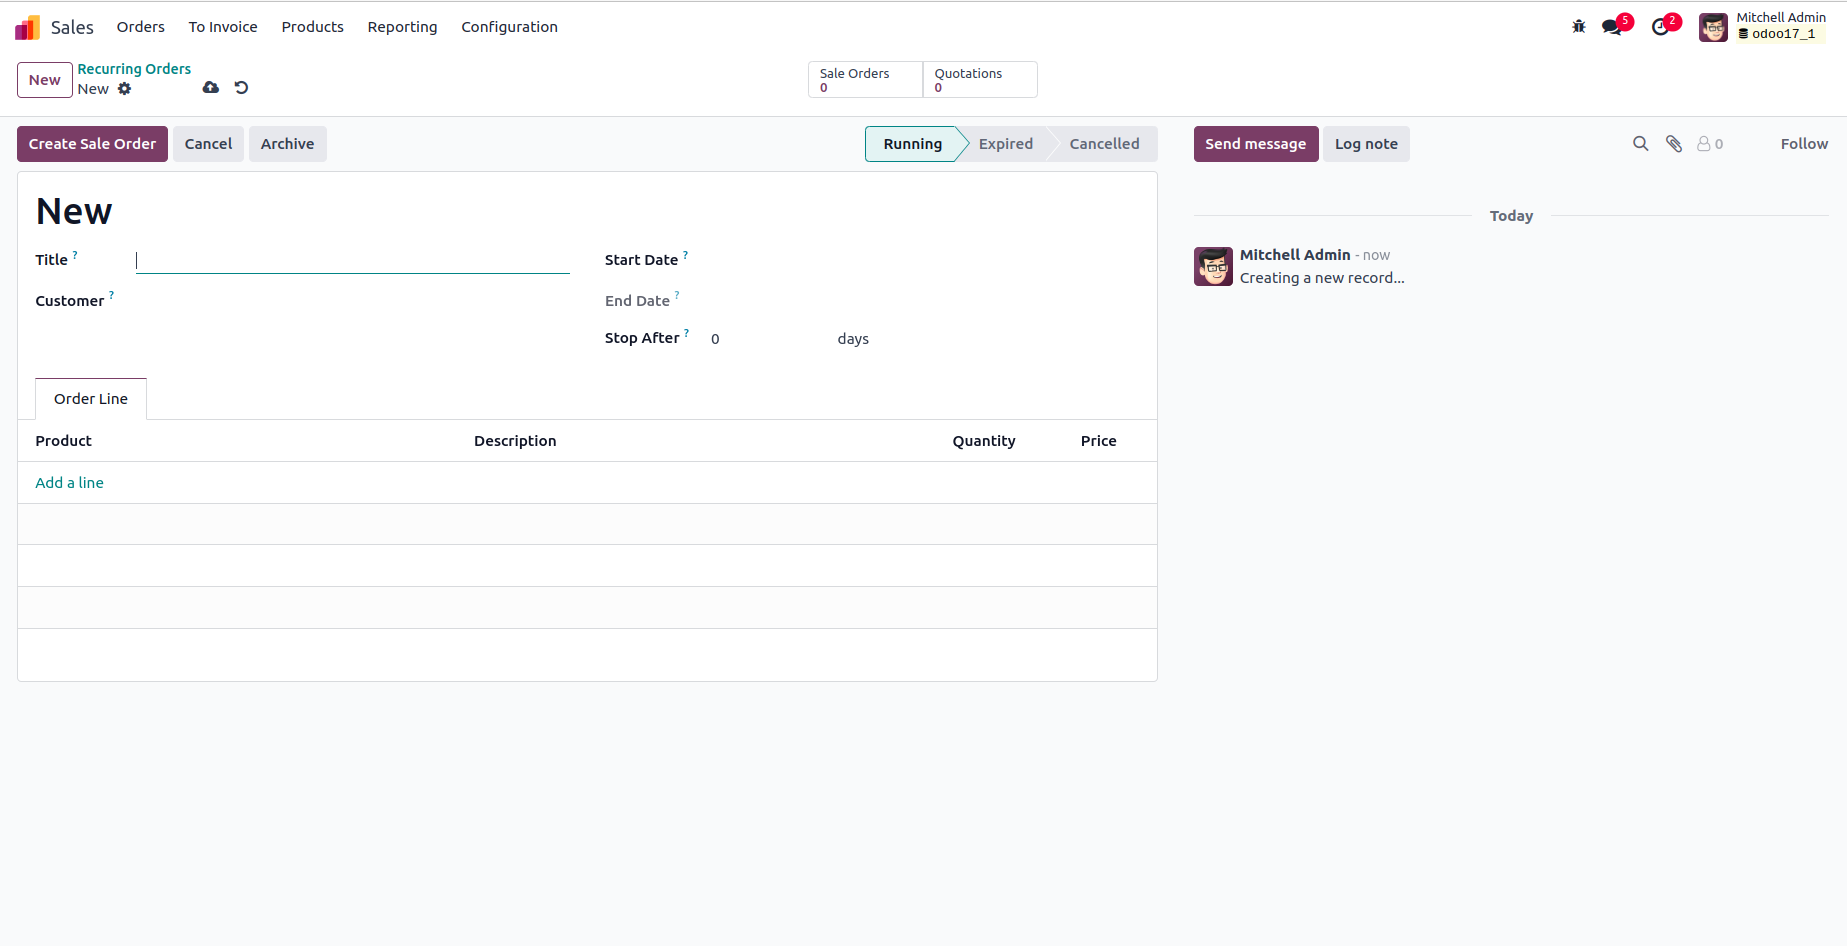 Sales Orders To Invoice Products Reporting Configuration 5 2 Mitchell Admin
odoo17_1
New Recurring Orders
New
Sale Orders 0 Quotations 0
Create Sale Order Cancel Archive Running Expired Cancelled Send message Log note 0 Follow
New
Title ?
Customer ?
Start Date ?
End Date ?
Stop After ? 0 days
Order Line
Product Description Quantity Price
Add a line
Today
Mitchell Admin - now
Creating a new record...